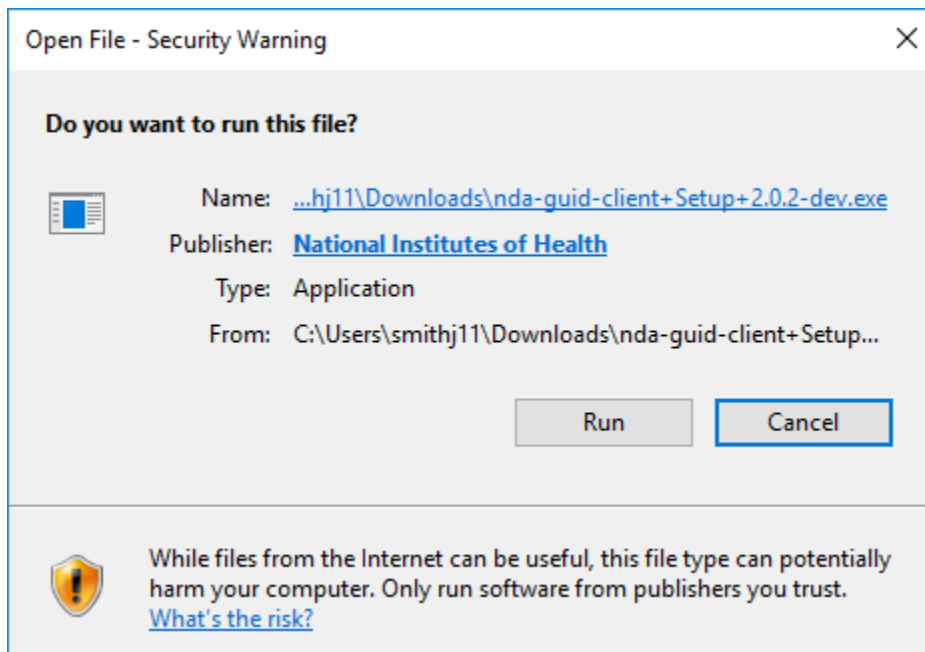 Open File - Security Warning
Do you want to run this file?
Name: ...hj11\Downloads\nda-guid-client+Setup+2.0.2-dev.exe
Publisher: National Institutes of Health
Type: Application
From: C:\Users\smithj11\Downloads\nda-guid-client+Setup...
Run Cancel
While files from the Internet can be useful, this file type can potentially
harm your computer. Only run software from publishers you trust.
What's the risk?